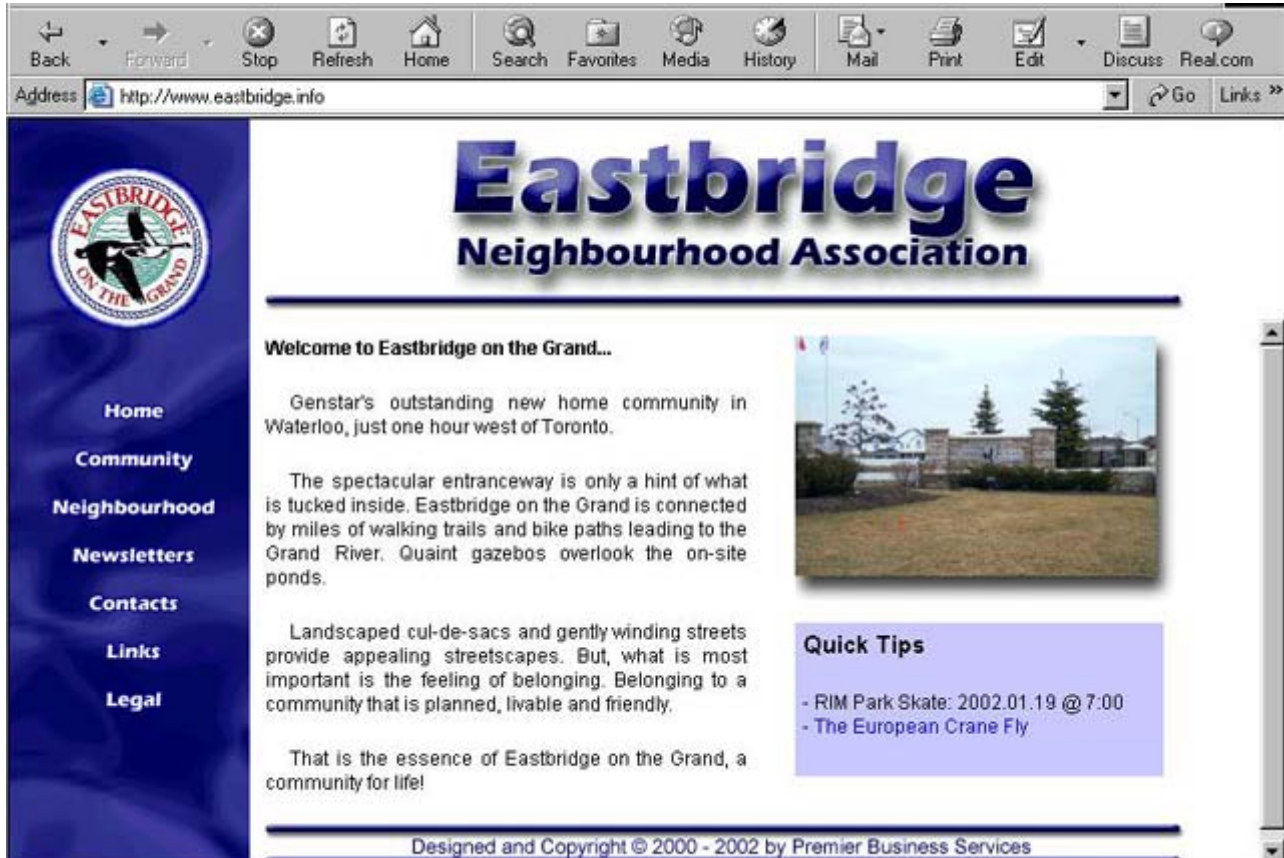 Back
Forward
Stop
Refresh
Home
Search
Favorites
Media
History
Mail
Print
Edit
Discuss
Real.com
Address
http://www.eastbridge.info
Go
Links »
EASTBRIDGE
ON THE GRAND
Eastbridge
Neighbourhood Association
Home
Community
Neighbourhood
Newsletters
Contacts
Links
Legal
Welcome to Eastbridge on the Grand...
Genstar's outstanding new home community in
Waterloo, just one hour west of Toronto.
The spectacular entranceway is only a hint of what
is tucked inside. Eastbridge on the Grand is connected
by miles of walking trails and bike paths leading to the
Grand River. Quaint gazebos overlook the on-site
ponds.
Landscaped cul-de-sacs and gently winding streets
provide appealing streetscapes. But, what is most
important is the feeling of belonging. Belonging to a
community that is planned, livable and friendly.
That is the essence of Eastbridge on the Grand, a
community for life!
Quick Tips
- RIM Park Skate: 2002.01.19 @ 7:00
- The European Crane Fly
Designed and Copyright © 2000 - 2002 by Premier Business Services